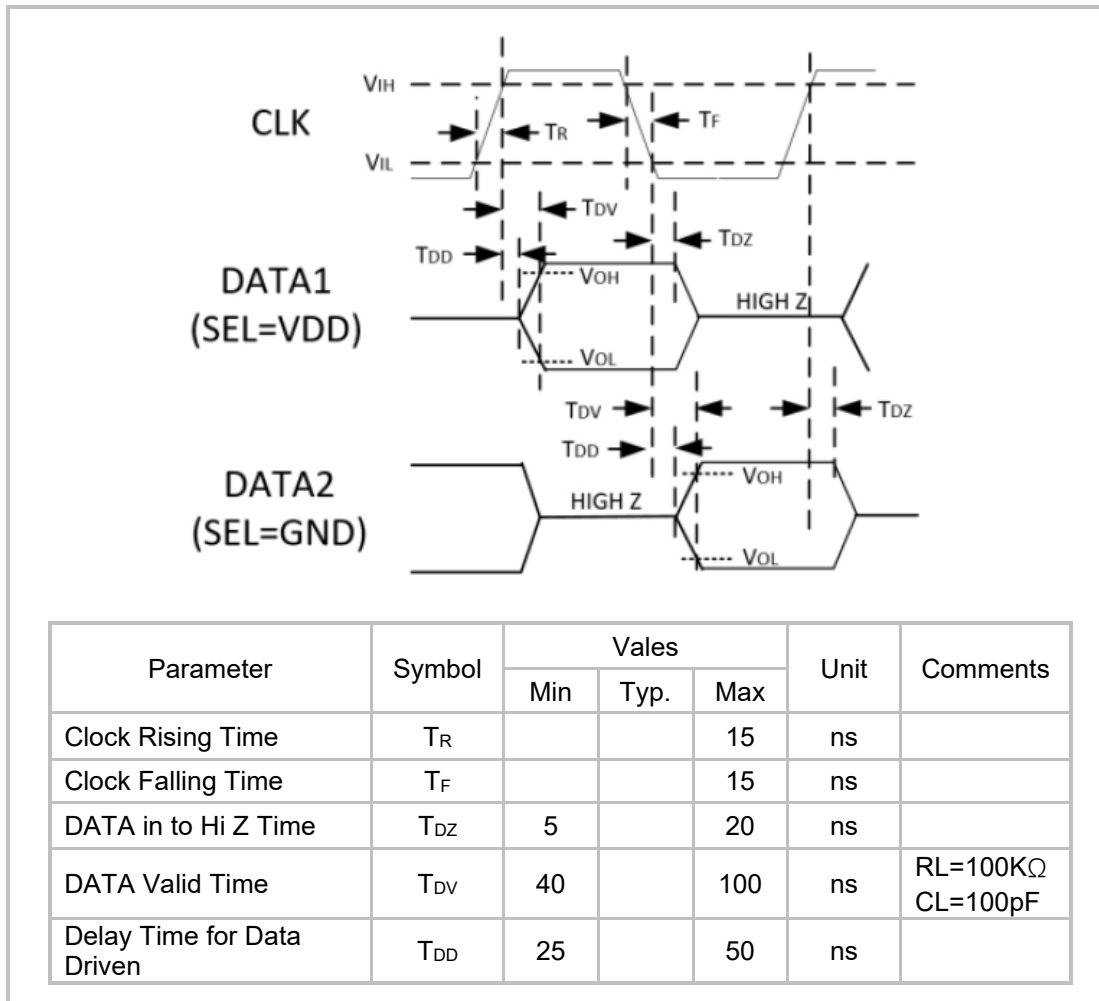 VIH
CLK
TR
TF
VIL
TDV
TDD
TDZ
DATA1
VOH
HIGH Z
(SEL=VDD)
VOL
TDV
TDZ
TDD
DATA2
VOH
HIGH Z
(SEL=GND)
VOL
Parameter Symbol Vales Unit Comments
Min Typ. Max
Clock Rising Time TR 15 ns
Clock Falling Time TF 15 ns
DATA in to Hi Z Time TDZ 5 20 ns
DATA Valid Time TDV 40 100 ns RL=100KΩ
CL=100pF
Delay Time for Data
Driven TDD 25 50 ns